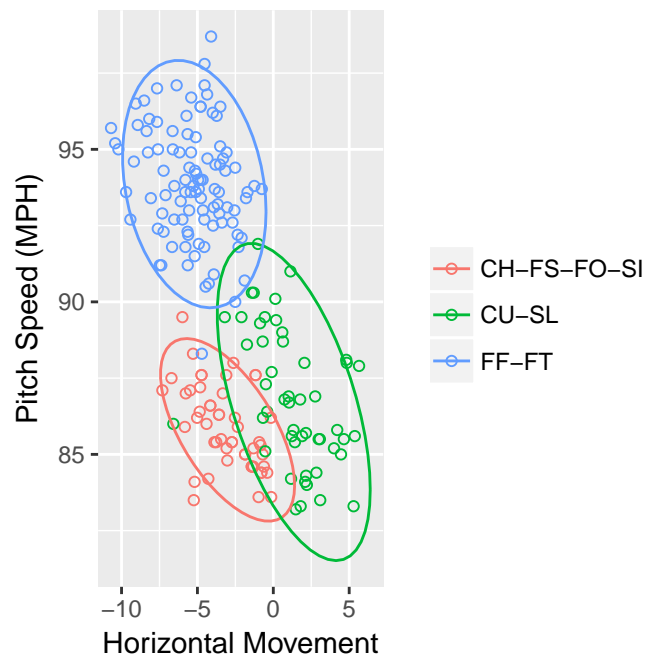 95
90
85
−10
−5
0
5
Pitch Speed (MPH)
Horizontal Movement
CH−FS−FO−SI
CU−SL
FF−FT